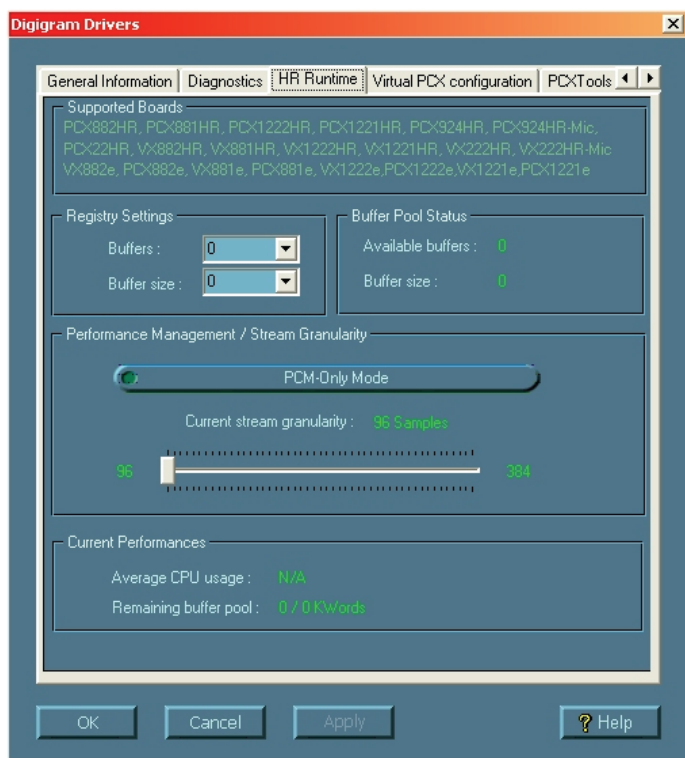 Digigram Drivers
General Information Diagnostics HR Runtime Virtual PCX configuration PCXTools
Supported Boards
PCX882HR, PCX881HR, PCX1222HR, PCX1221HR, PCX924HR, PCX924HR-Mic,
PCX22HR, VX882HR, VX881HR, VX1222HR, VX1221HR, VX222HR, VX222HR-Mic
VX882e, PCX882e, VX881e, PCX881e, VX1222e,PCX1222e,VX1221e,PCX1221e
Registry Settings
Buffers : 0
Buffer size : 0
Buffer Pool Status
Available buffers : 0
Buffer size : 0
Performance Management / Stream Granularity
PCM-Only Mode
Current stream granularity : 96 Samples
96 384
Current Performances
Average CPU usage : N/A
Remaining buffer pool : 0 / 0 KWords
OK Cancel Apply ? Help